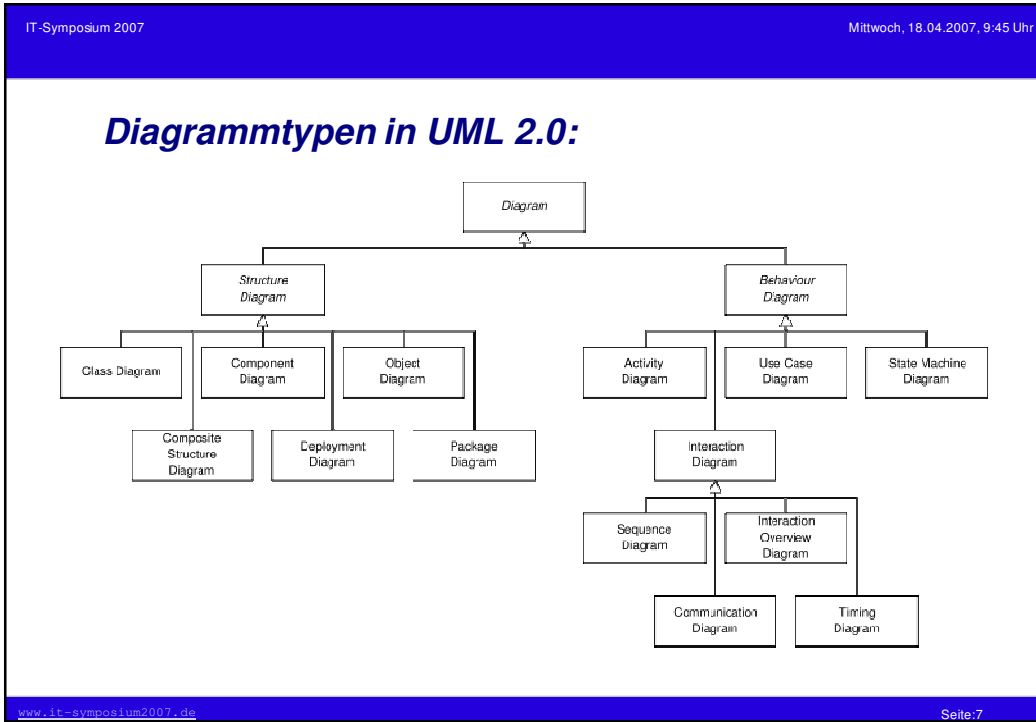 IT-Symposium 2007
Mittwoch, 18.04.2007, 9:45 Uhr
Diagrammtypen in UML 2.0:
Diagram
Structure
Diagram
Behaviour
Diagram
Class Diagram
Component
Diagram
Object
Diagram
Activity
Diagram
Use Case
Diagram
State Machine
Diagram
Composite
Structure
Diagram
Deployment
Diagram
Package
Diagram
Interaction
Diagram
Sequence
Diagram
Interaction
Overview
Diagram
Communication
Diagram
Timing
Diagram
www.it-symposium2007.de
Seite:7